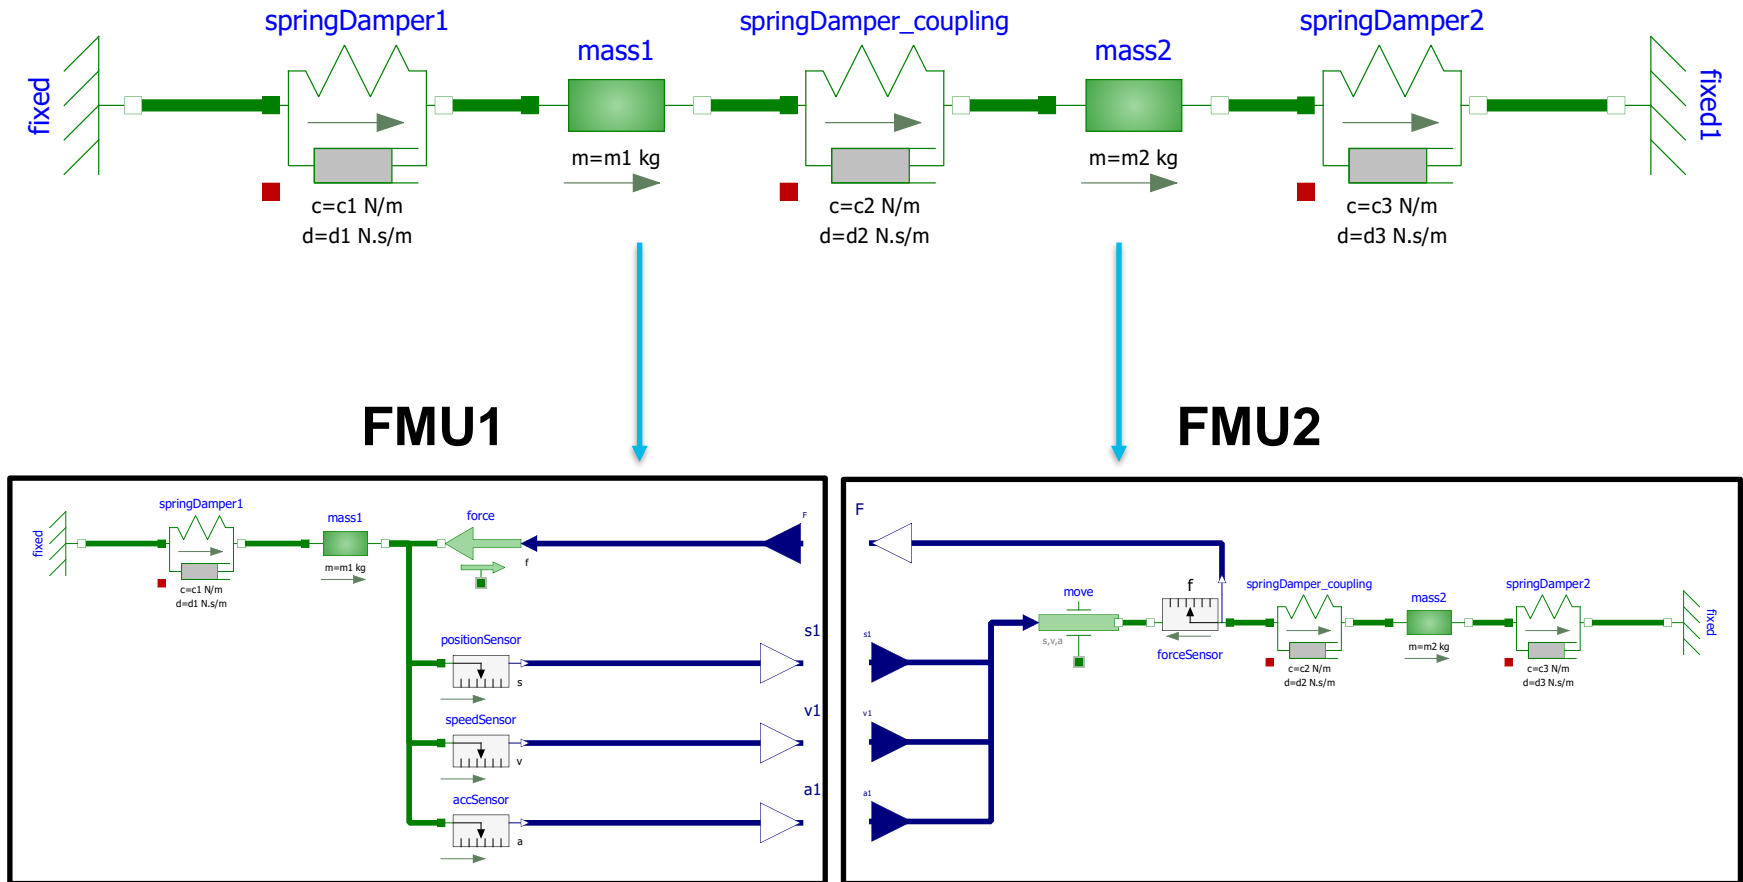 springDamper1
springDamper_coupling
springDamper2
mass1
mass2
fixed
fixed1
m=m1 kg
m=m2 kg
c=c1 N/m
d=d1 N.s/m
c=c2 N/m
d=d2 N.s/m
c=c3 N/m
d=d3 N.s/m
FMU1
FMU2
springDamper1
mass1
force
F
fixed
f
m=m1 kg
c=c1 N/m
d=d1 N.s/m
positionSensor
s1
s
speedSensor
v1
v
accSensor
a1
a
F
move
f
springDamper_coupling
mass2
springDamper2
s1
s,v,a
forceSensor
m=m2 kg
fixed
c=c2 N/m
d=d2 N.s/m
c=c3 N/m
d=d3 N.s/m
v1
a1